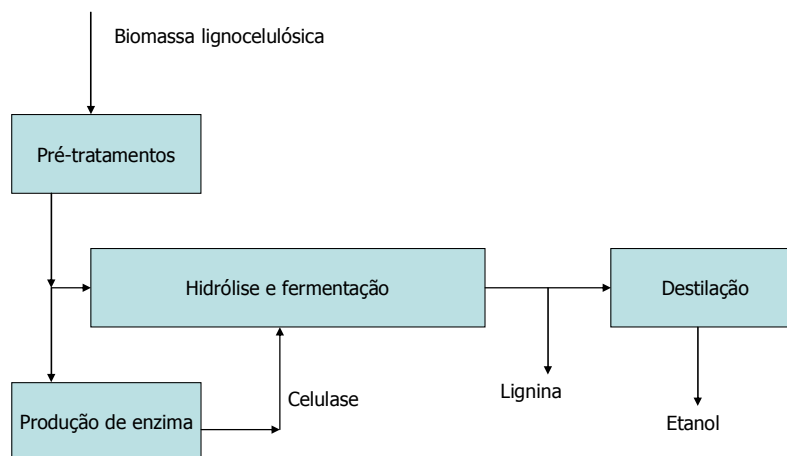 Biomassa lignocelulósica
Pré-tratamentos
Hidrólise e fermentação
Destilação
Produção de enzima
Celulase
Lignina
Etanol